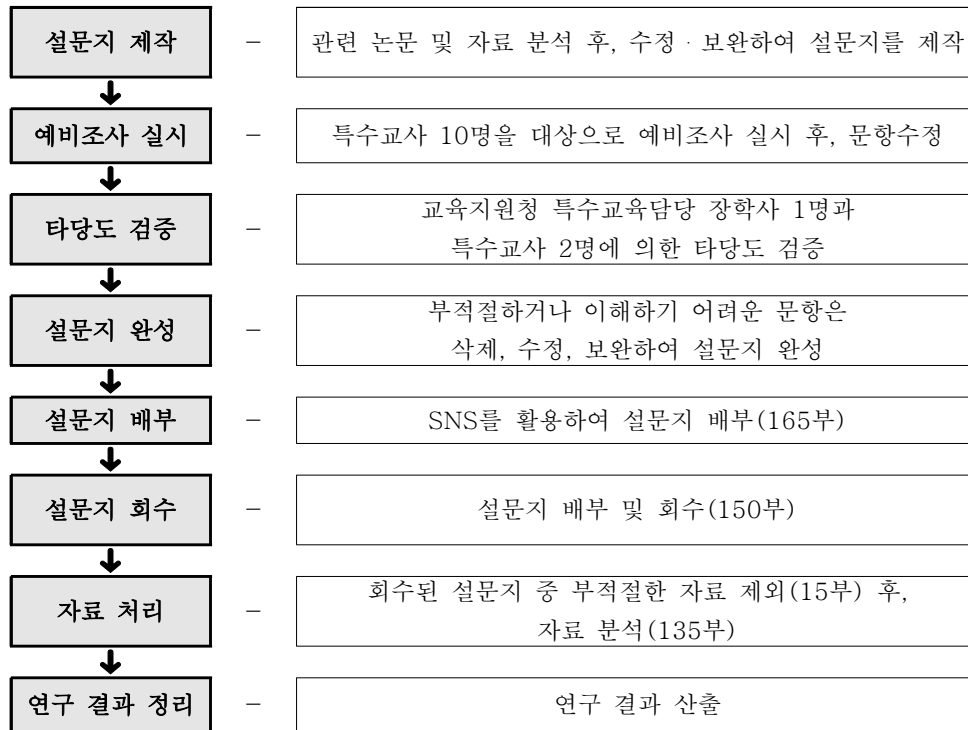 설문지 제작
－
관련 논문 및 자료 분석 후, 수정·보완하여 설문지를 제작
예비조사 실시
－
특수교사 10명을 대상으로 예비조사 실시 후, 문항수정
타당도 검증
－
교육지원청 특수교육담당 장학사 1명과
특수교사 2명에 의한 타당도 검증
설문지 완성
－
부적절하거나 이해하기 어려운 문항은
삭제, 수정, 보완하여 설문지 완성
설문지 배부
－
SNS를 활용하여 설문지 배부(165부)
설문지 회수
－
설문지 배부 및 회수(150부)
자료 처리
－
회수된 설문지 중 부적절한 자료 제외(15부) 후,
자료 분석(135부)
연구 결과 정리
－
연구 결과 산출